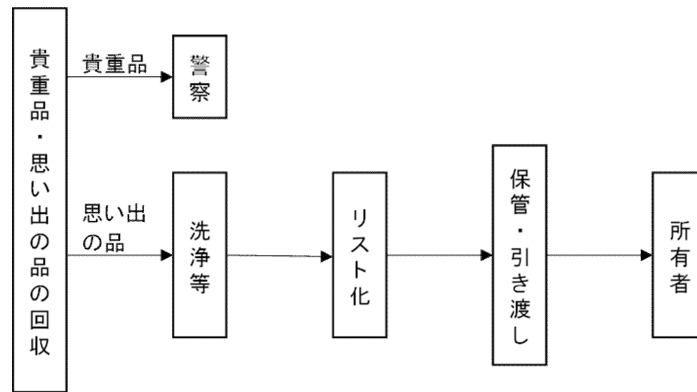 貴重品・思い出の品の回収
貴重品
警察
思い出
の品
洗浄等
リスト化
保管・引き渡し
所有者